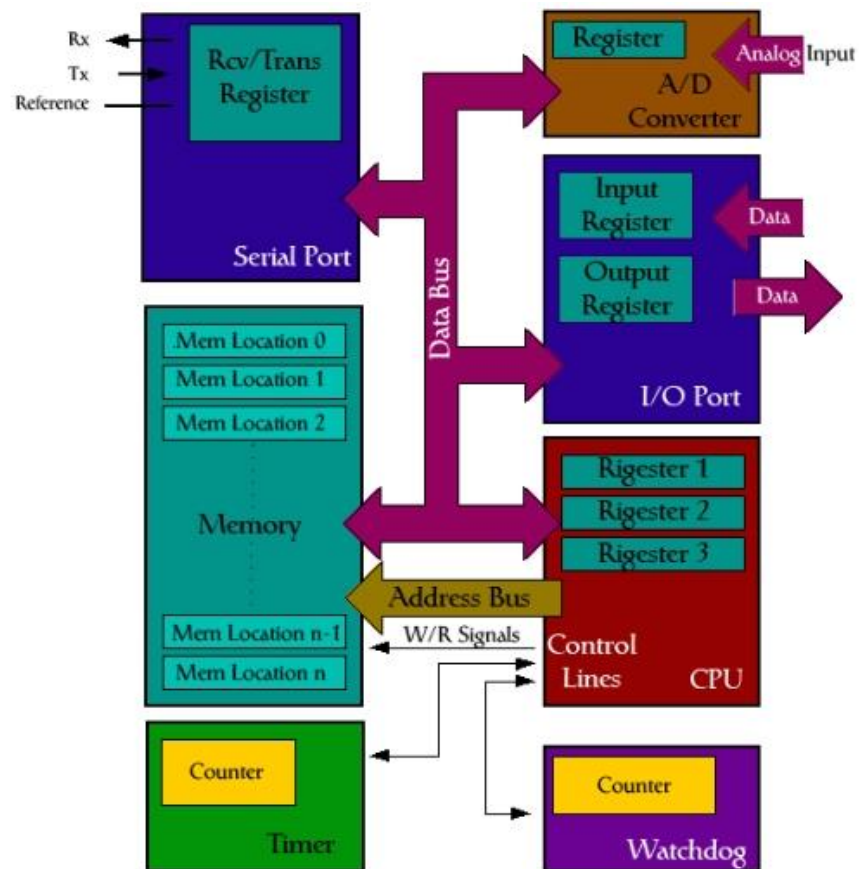 Rx
Tx
Reference
Rcv/Trans
Register
Serial Port
Register
Analog Input
A/D
Converter
Input
Register
Data
Output
Register
Data
I/O Port
Data Bus
Mem Location 0
Mem Location 1
Mem Location 2
Memory
Mem Location n-1
Mem Location n
Rigester 1
Rigester 2
Rigester 3
Address Bus
W/R Signals
Control
Lines
CPU
Counter
Timer
Counter
Watchdog